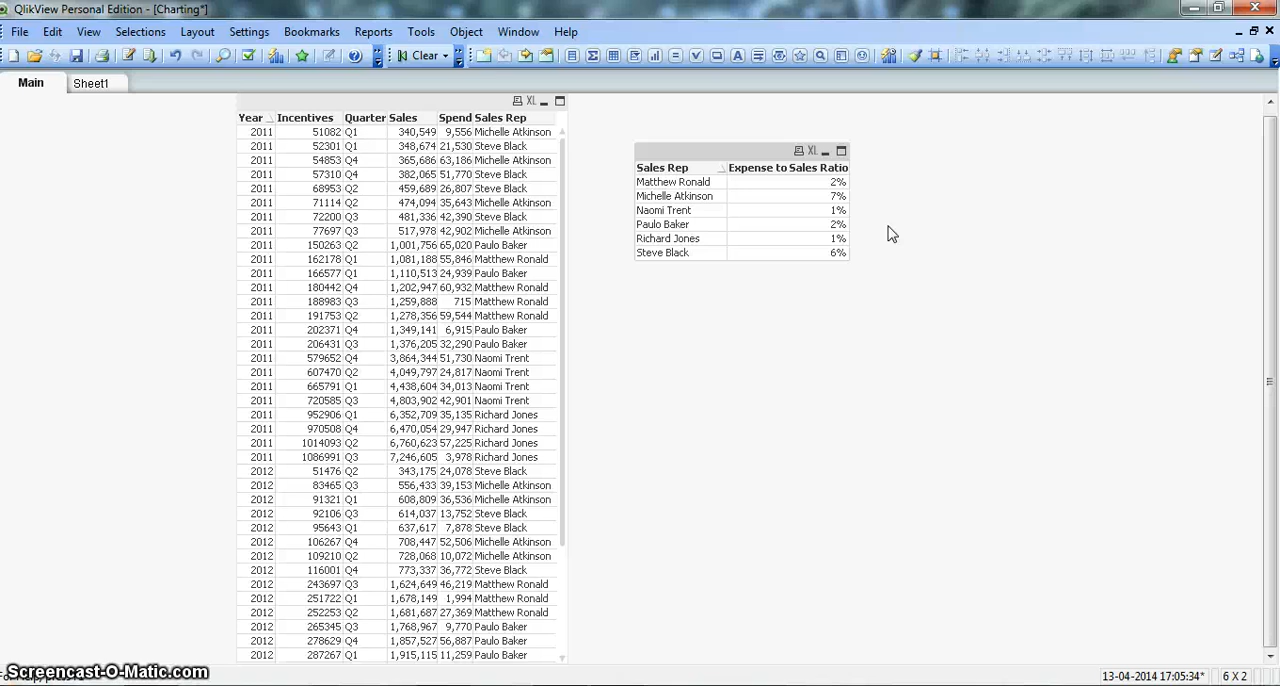 QlikView Personal Edition - [Charting*]
File Edit View Selections Layout Settings Bookmarks Reports Tools Object Window Help
Clear
Main Sheet1
XL
Year Incentives Quarter Sales Spend Sales Rep
2011 51082 Q1 340,549 9,556 Michelle Atkinson
2011 52301 Q1 348,674 21,530 Steve Black
2011 54853 Q4 365,686 63,186 Michelle Atkinson
2011 57310 Q4 382,065 51,770 Steve Black
2011 68953 Q2 459,689 26,807 Steve Black
2011 71114 Q2 474,094 35,643 Michelle Atkinson
2011 72200 Q3 481,336 42,390 Steve Black
2011 77697 Q3 517,978 42,902 Michelle Atkinson
2011 150263 Q2 1,001,756 65,020 Paulo Baker
2011 162178 Q1 1,081,188 55,846 Matthew Ronald
2011 166577 Q1 1,110,513 24,939 Paulo Baker
2011 180442 Q4 1,202,947 60,932 Matthew Ronald
2011 188983 Q3 1,259,888 715 Matthew Ronald
2011 191753 Q2 1,278,356 59,544 Matthew Ronald
2011 202371 Q4 1,349,141 6,915 Paulo Baker
2011 206431 Q3 1,376,205 32,290 Paulo Baker
2011 579652 Q4 3,864,344 51,730 Naomi Trent
2011 607470 Q2 4,049,797 24,817 Naomi Trent
2011 665791 Q1 4,438,604 34,013 Naomi Trent
2011 720585 Q3 4,803,902 42,901 Naomi Trent
2011 952906 Q1 6,352,709 35,135 Richard Jones
2011 970508 Q4 6,470,054 29,947 Richard Jones
2011 1014093 Q2 6,760,623 57,225 Richard Jones
2011 1086991 Q3 7,246,605 3,978 Richard Jones
2012 51476 Q2 343,175 24,078 Steve Black
2012 83465 Q3 556,433 39,153 Michelle Atkinson
2012 91321 Q1 608,809 36,536 Michelle Atkinson
2012 92106 Q3 614,037 13,752 Steve Black
2012 95643 Q1 637,617 7,878 Steve Black
2012 106267 Q4 708,447 52,506 Michelle Atkinson
2012 109210 Q2 728,068 10,072 Michelle Atkinson
2012 116001 Q4 773,337 36,772 Steve Black
2012 243697 Q3 1,624,649 46,219 Matthew Ronald
2012 251722 Q1 1,678,149 1,994 Matthew Ronald
2012 252253 Q2 1,681,687 27,369 Matthew Ronald
2012 265345 Q3 1,768,967 9,770 Paulo Baker
2012 278629 Q4 1,857,527 56,887 Paulo Baker
2012 287267 Q1 1,915,115 11,259 Paulo Baker
XL
Sales Rep Expense to Sales Ratio
Matthew Ronald 2%
Michelle Atkinson 7%
Naomi Trent 1%
Paulo Baker 2%
Richard Jones 1%
Steve Black 6%
Screencast-O-Matic.com
13-04-2014 17:05:34* 6 X 2